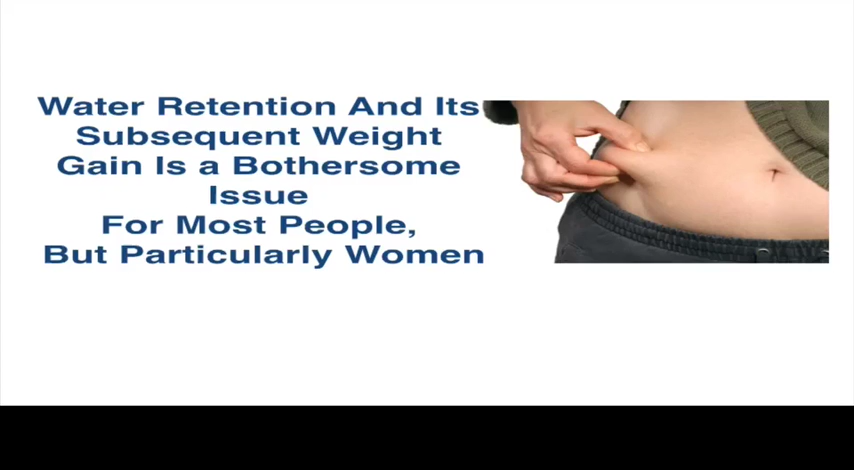 Water Retention And Its
Subsequent Weight
Gain Is a Bothersome
Issue
For Most People,
But Particularly Women